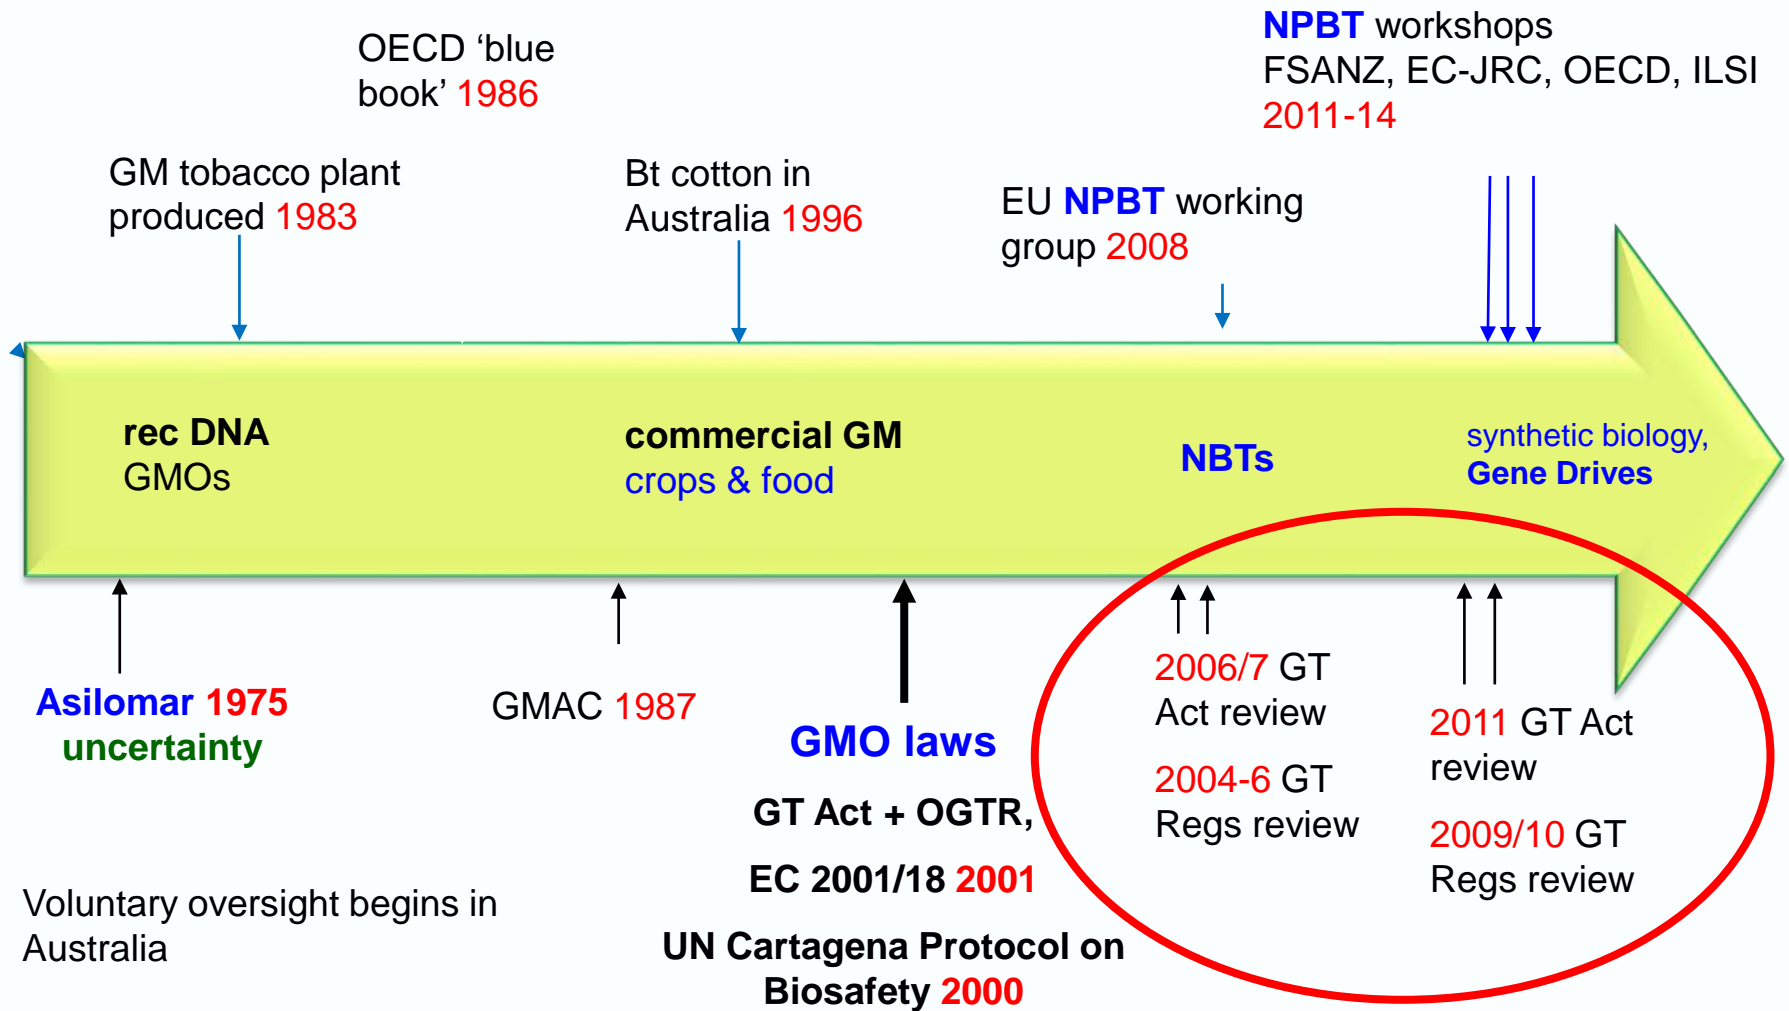 OECD ‘blue
book’ 1986
NPBT workshops
FSANZ, EC-JRC, OECD, ILSI
2011-14
GM tobacco plant
produced 1983
Bt cotton in
Australia 1996
EU NPBT working
group 2008
rec DNA
GMOs
commercial GM
crops & food
NBTs
synthetic biology,
Gene Drives
Asilomar 1975
uncertainty
GMAC 1987
GMO laws
GT Act + OGTR,
EC 2001/18 2001
UN Cartagena Protocol on
Biosafety 2000
2006/7 GT
Act review
2004-6 GT
Regs review
2011 GT Act
review
2009/10 GT
Regs review
Voluntary oversight begins in
Australia